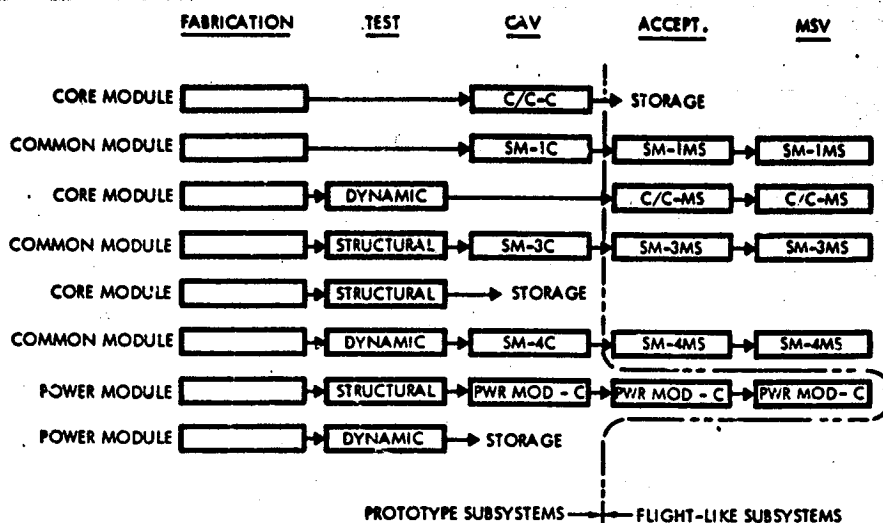 FABRICATION TEST CAV ACCEPT. MSV
CORE MODULE C/C-C STORAGE
COMMON MODULE SM-1C SM-1MS SM-1MS
CORE MODULE DYNAMIC C/C-MS C/C-MS
COMMON MODULE STRUCTURAL SM-3C SM-3MS SM-3MS
CORE MODULE STRUCTURAL STORAGE
COMMON MODULE DYNAMIC SM-4C SM-4MS SM-4MS
POWER MODULE STRUCTURAL PWR MOD - C PWR MOD - C PWR MOD - C
POWER MODULE DYNAMIC STORAGE
PROTOTYPE SUBSYSTEMS FLIGHT-LIKE SUBSYSTEMS